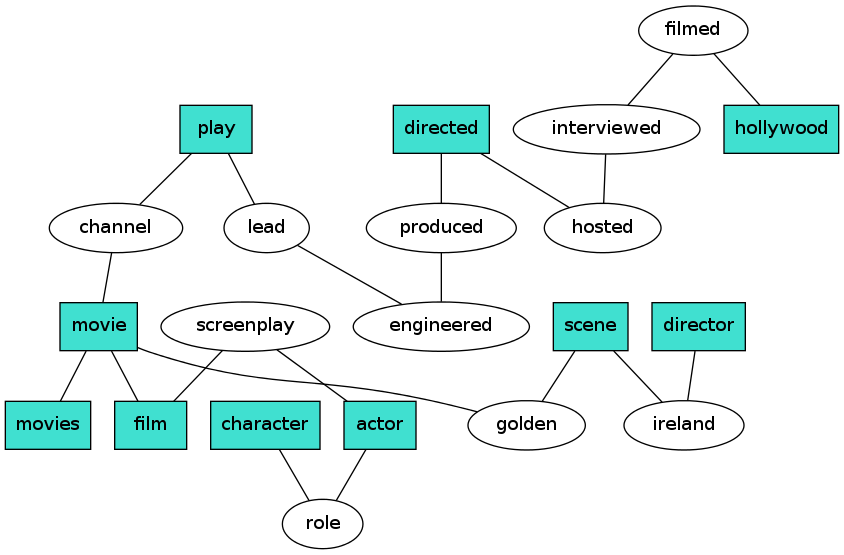 filmed
play
directed
interviewed
hollywood
channel
lead
produced
hosted
movie
screenplay
engineered
scene
director
movies
film
character
actor
golden
ireland
role